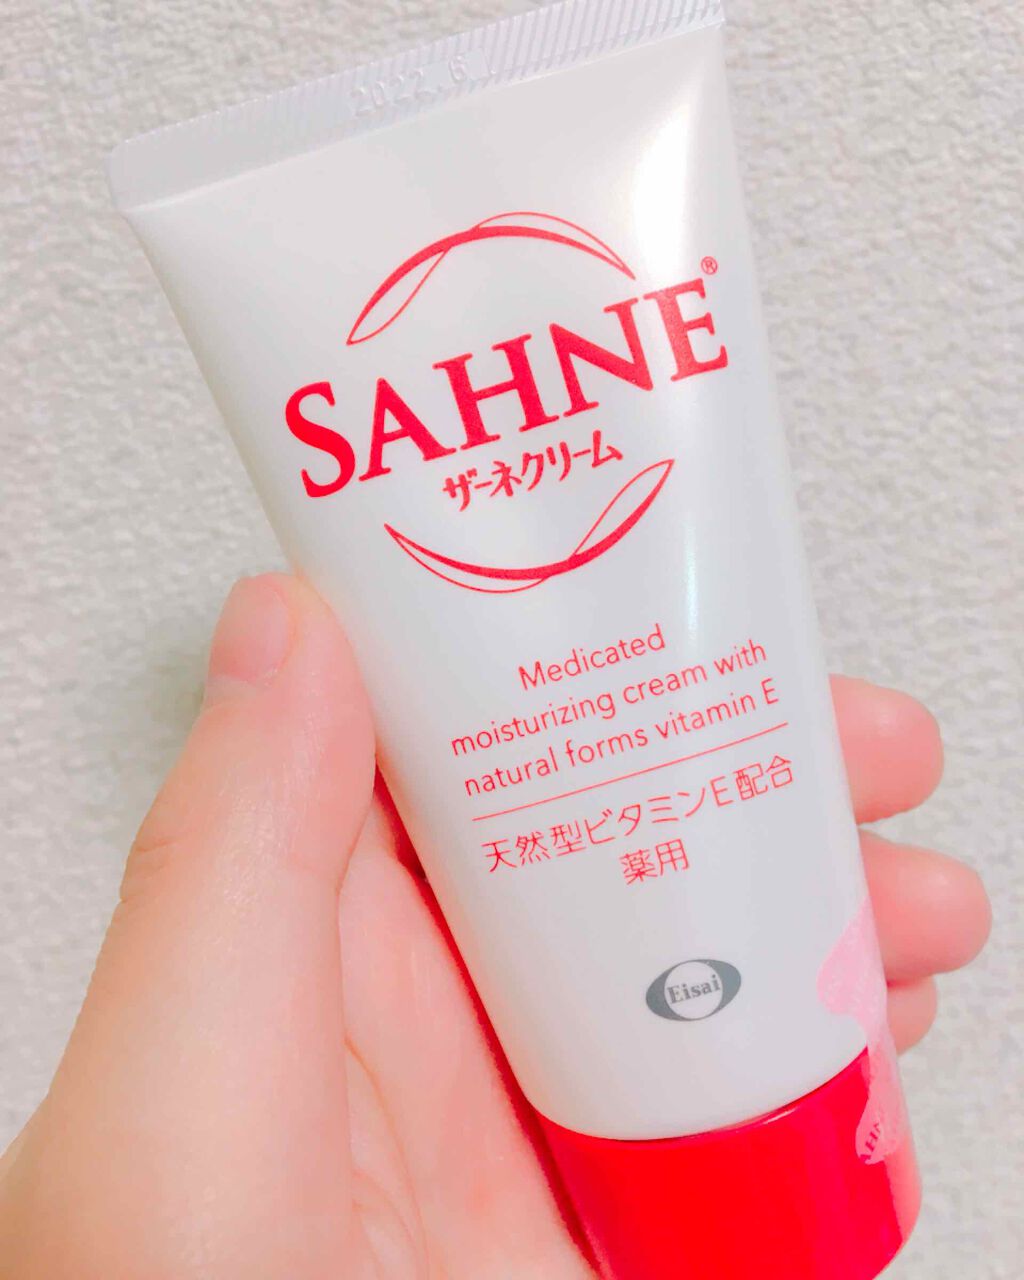 2022.6
SAHNE®
ザーネクリーム
Medicated
moisturizing cream with
natural forms vitamin E
天然型ビタミンE配合
薬用
Eisai